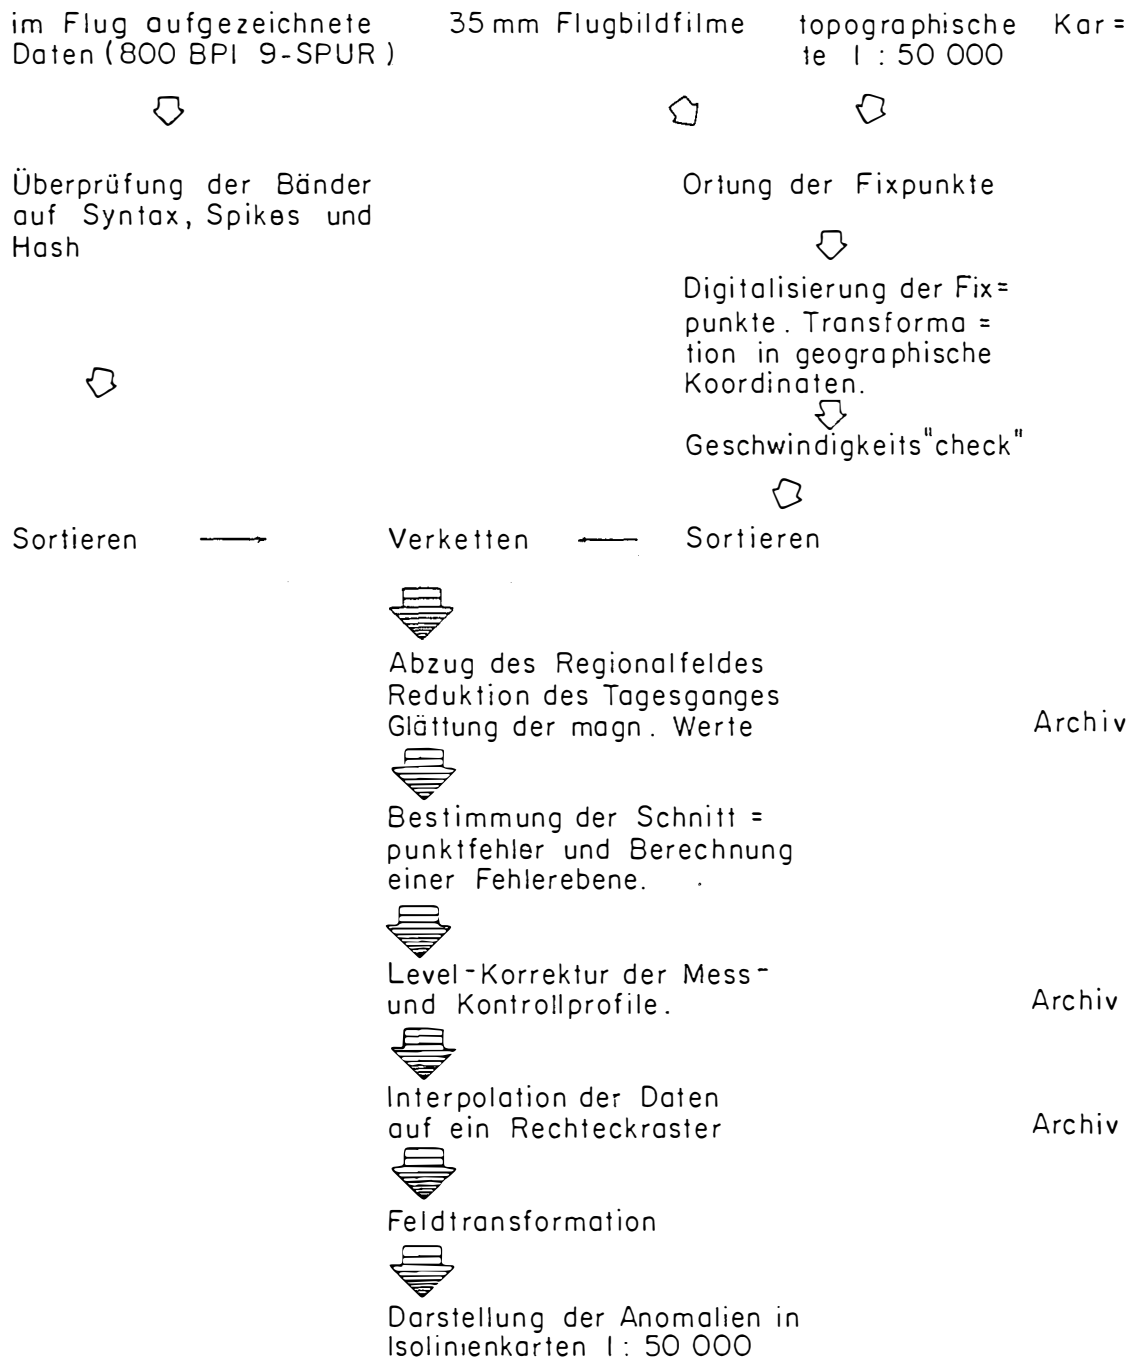 im Flug aufgezeichnete
Daten (800 BPI 9-SPUR)
35 mm Flugbildfilme
topographische Kar=
te 1 : 50 000
Überprüfung der Bänder
auf Syntax, Spikes und
Hash
Ortung der Fixpunkte
Digitalisierung der Fix=
punkte. Transforma=
tion in geographische
Koordinaten.
Geschwindigkeits"check"
Sortieren
Verketten
Sortieren
Abzug des Regionalfeldes
Reduktion des Tagesganges
Glättung der magn. Werte
Archiv
Bestimmung der Schnitt=
punktfehler und Berechnung
einer Fehlerebene.
Level-Korrektur der Mess-
und Kontrollprofile.
Archiv
Interpolation der Daten
auf ein Rechteckraster
Archiv
Feldtransformation
Darstellung der Anomalien in
Isolinienkarten 1 : 50 000